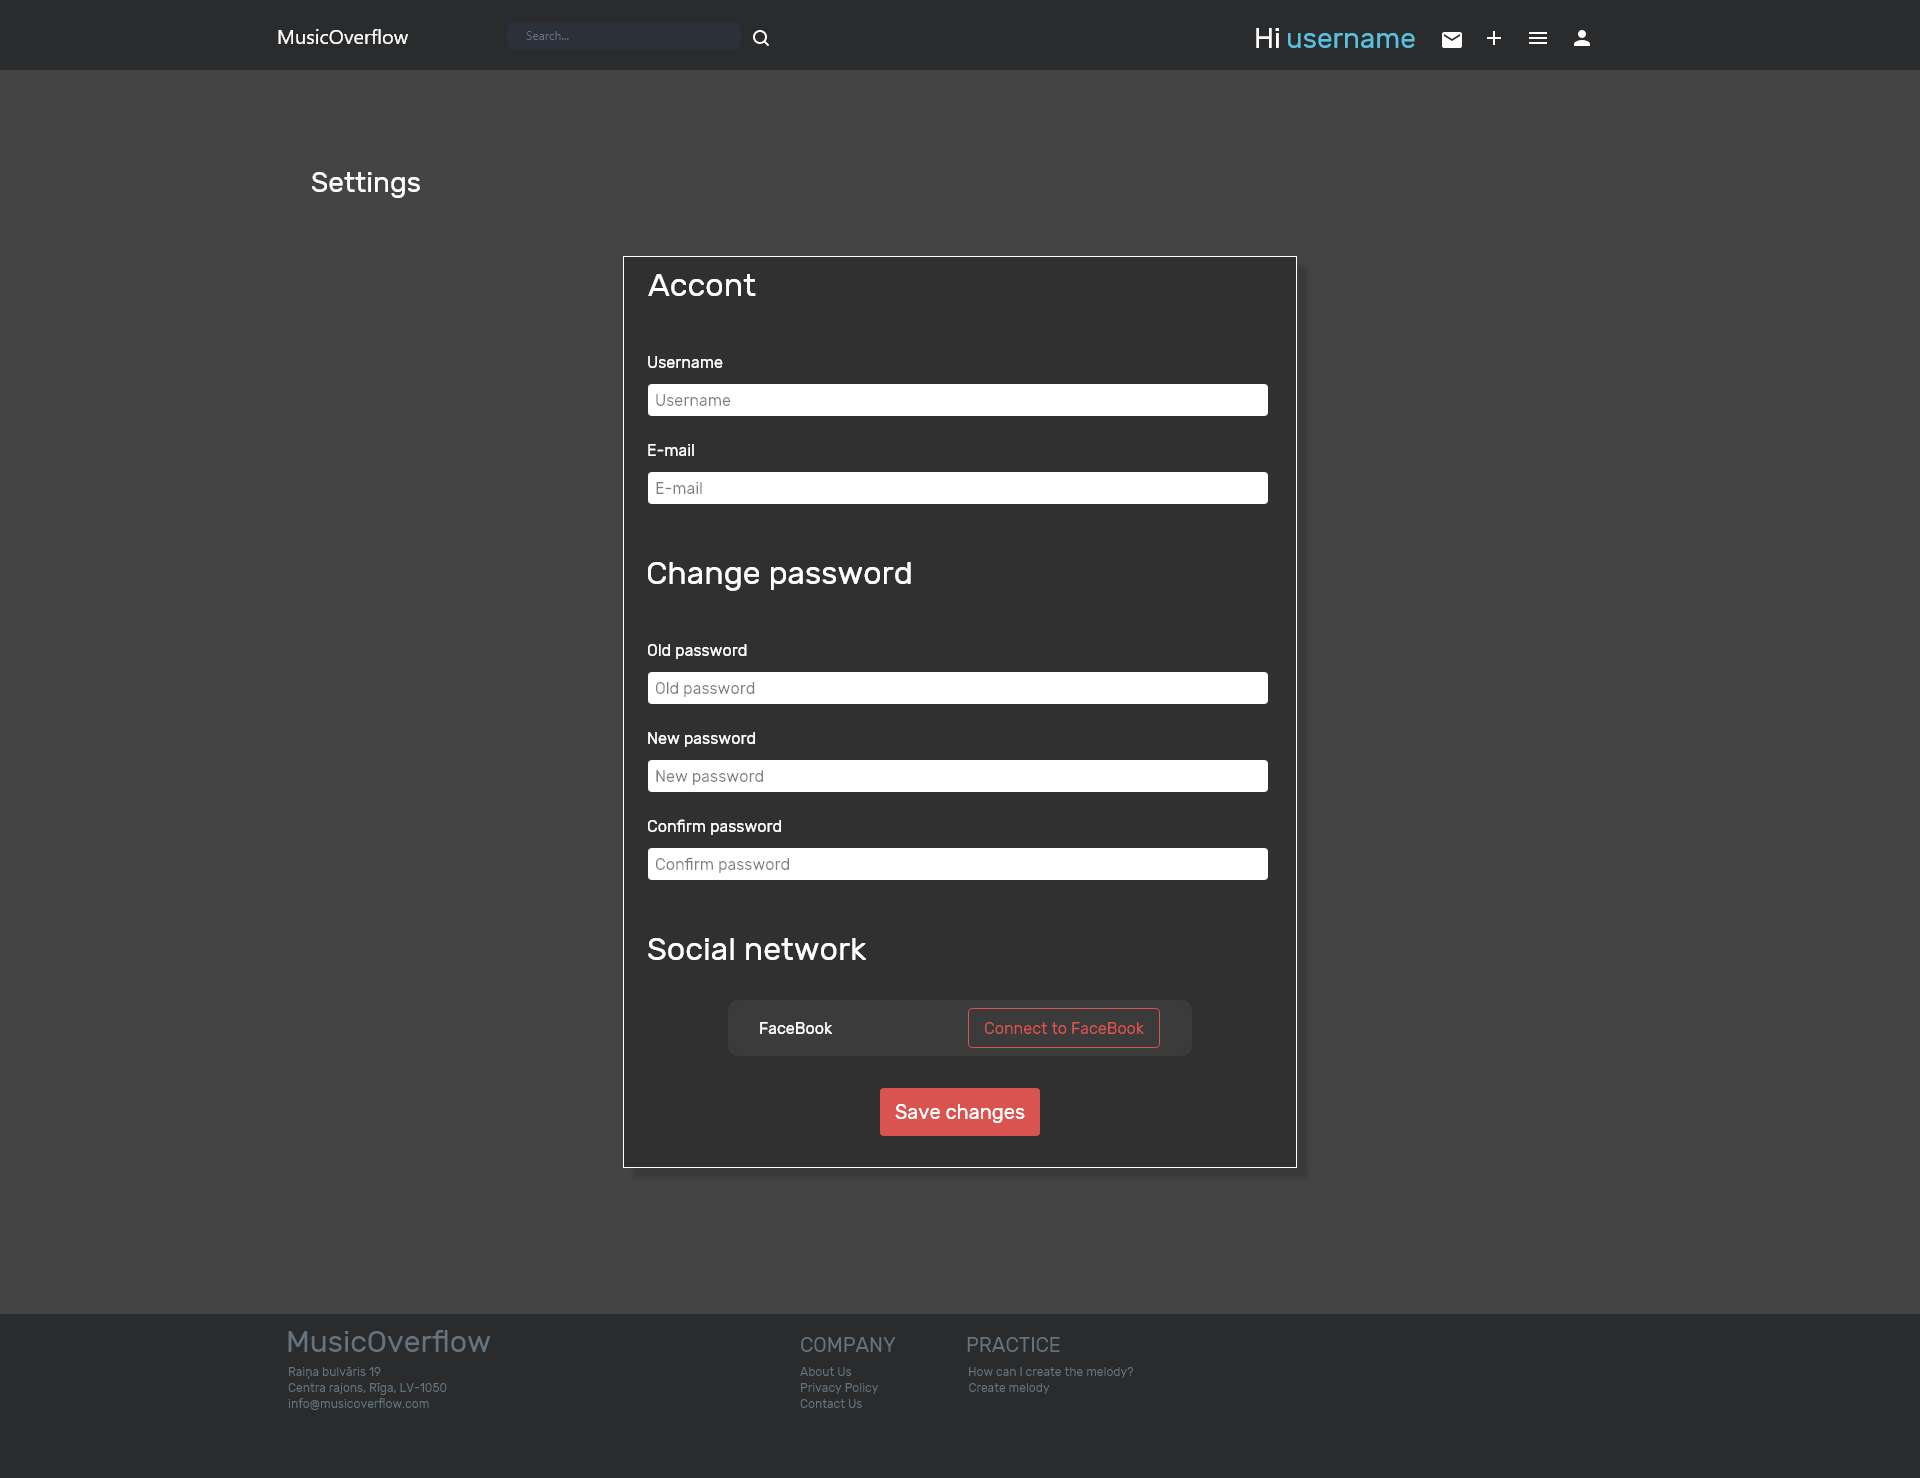 MusicOverflow
Search...
Hi username
Settings
Accont
Username
Username
E-mail
E-mail
Change password
Old password
Old password
New password
New password
Confirm password
Confirm password
Social network
FaceBook
Connect to FaceBook
Save changes
MusicOverflow
Raiņa bulvāris 19
Centra rajons, Rīga, LV-1050
info@musicoverflow.com
COMPANY
About Us
Privacy Policy
Contact Us
PRACTICE
How can I create the melody?
Create melody